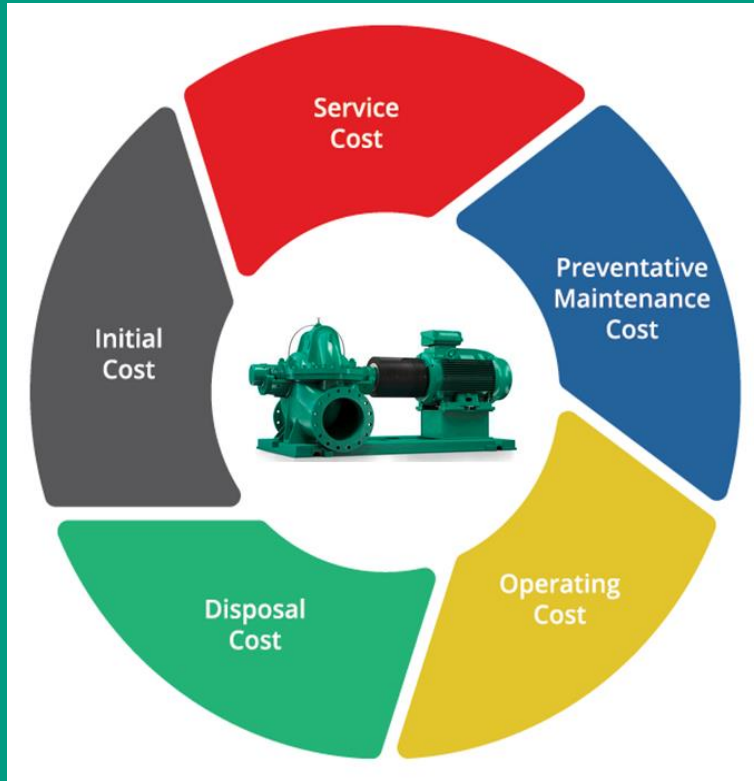 Service
Cost
Preventative
Maintenance
Cost
Operating
Cost
Disposal
Cost
Initial
Cost